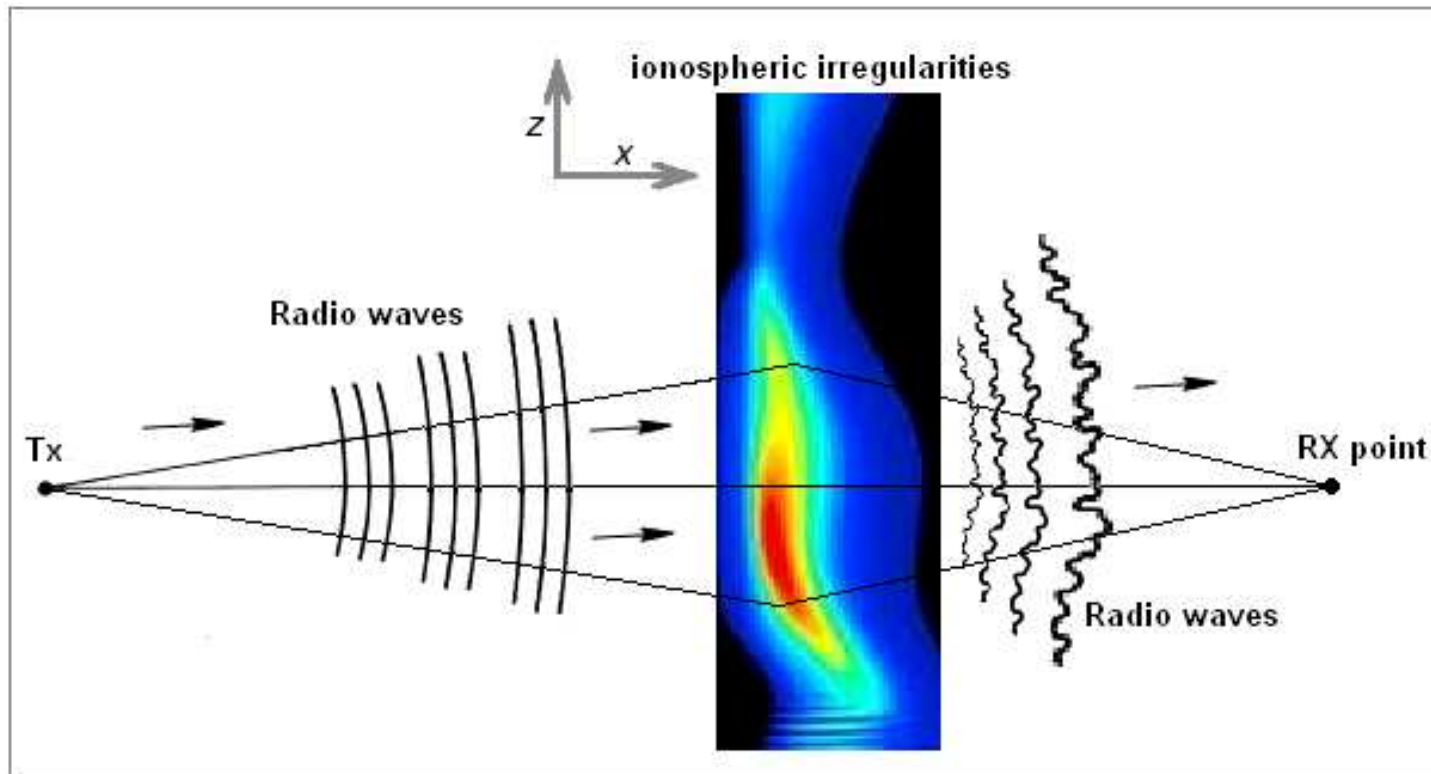 ionospheric irregularities
z
x
Radio waves
Tx
RX point
Radio waves